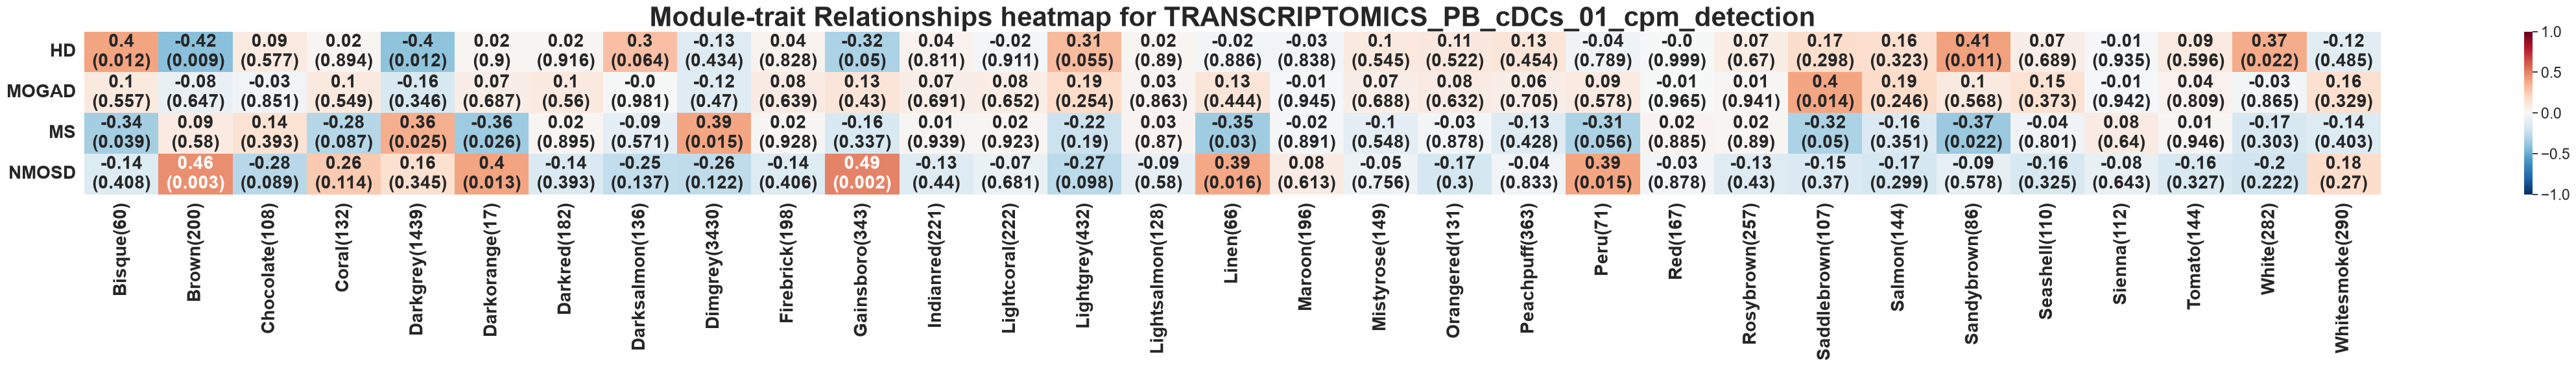 Module-trait Relationships heatmap for TRANSCRIPTOMICS_PB_cDCs_01_cpm_detection
HD 0.4 -0.42 0.09 0.02 -0.4 0.02 0.02 0.3 -0.13 0.04 -0.32 0.04 -0.02 0.31 0.02 -0.02 -0.03 0.1 0.11 0.13 -0.04 -0.0 0.07 0.17 0.16 0.41 0.07 -0.01 0.09 0.37 -0.12
(0.012) (0.009) (0.577) (0.894) (0.012) (0.9) (0.916) (0.064) (0.434) (0.828) (0.05) (0.811) (0.911) (0.055) (0.89) (0.886) (0.838) (0.545) (0.522) (0.454) (0.789) (0.999) (0.67) (0.298) (0.323) (0.011) (0.689) (0.935) (0.596) (0.022) (0.485)
MOGAD 0.1 -0.08 -0.03 0.1 -0.16 0.07 0.1 -0.0 -0.12 0.08 0.13 0.07 0.08 0.19 0.03 0.13 -0.01 0.07 0.08 0.06 0.09 -0.01 0.01 0.4 0.19 0.1 0.15 -0.01 0.04 -0.03 0.16
(0.557) (0.647) (0.851) (0.549) (0.346) (0.687) (0.56) (0.981) (0.47) (0.639) (0.43) (0.691) (0.652) (0.254) (0.863) (0.444) (0.945) (0.688) (0.632) (0.705) (0.578) (0.965) (0.941) (0.014) (0.246) (0.568) (0.373) (0.942) (0.809) (0.865) (0.329)
MS -0.34 0.09 0.14 -0.28 0.36 -0.36 0.02 -0.09 0.39 0.02 -0.16 0.01 0.02 -0.22 0.03 -0.35 -0.02 -0.1 -0.03 -0.13 -0.31 0.02 0.02 -0.32 -0.16 -0.37 -0.04 0.08 0.01 -0.17 -0.14
(0.039) (0.58) (0.393) (0.087) (0.025) (0.026) (0.895) (0.571) (0.015) (0.928) (0.337) (0.939) (0.923) (0.19) (0.87) (0.03) (0.891) (0.548) (0.878) (0.428) (0.056) (0.885) (0.89) (0.05) (0.351) (0.022) (0.801) (0.64) (0.946) (0.303) (0.403)
NMOSD -0.14 0.46 -0.28 0.26 0.16 0.4 -0.14 -0.25 -0.26 -0.14 0.49 -0.13 -0.07 -0.27 -0.09 0.39 0.08 -0.05 -0.17 -0.04 0.39 -0.03 -0.13 -0.15 -0.17 -0.09 -0.16 -0.08 -0.16 -0.2 0.18
(0.408) (0.003) (0.089) (0.114) (0.345) (0.013) (0.393) (0.137) (0.122) (0.406) (0.002) (0.44) (0.681) (0.098) (0.58) (0.016) (0.613) (0.756) (0.3) (0.833) (0.015) (0.878) (0.43) (0.37) (0.299) (0.578) (0.325) (0.643) (0.327) (0.222) (0.27)
Bisque(60)
Brown(200)
Chocolate(108)
Coral(132)
Darkgrey(1439)
Darkorange(17)
Darkred(182)
Darksalmon(136)
Dimgrey(3430)
Firebrick(198)
Gainsboro(343)
Indianred(221)
Lightcoral(222)
Lightgrey(432)
Lightsalmon(128)
Linen(66)
Maroon(196)
Mistyrose(149)
Orangered(131)
Peachpuff(363)
Peru(71)
Red(167)
Rosybrown(257)
Saddlebrown(107)
Salmon(144)
Sandybrown(86)
Seashell(110)
Sienna(112)
Tomato(144)
White(282)
Whitesmoke(290)
1.0
0.5
0.0
−0.5
−1.0